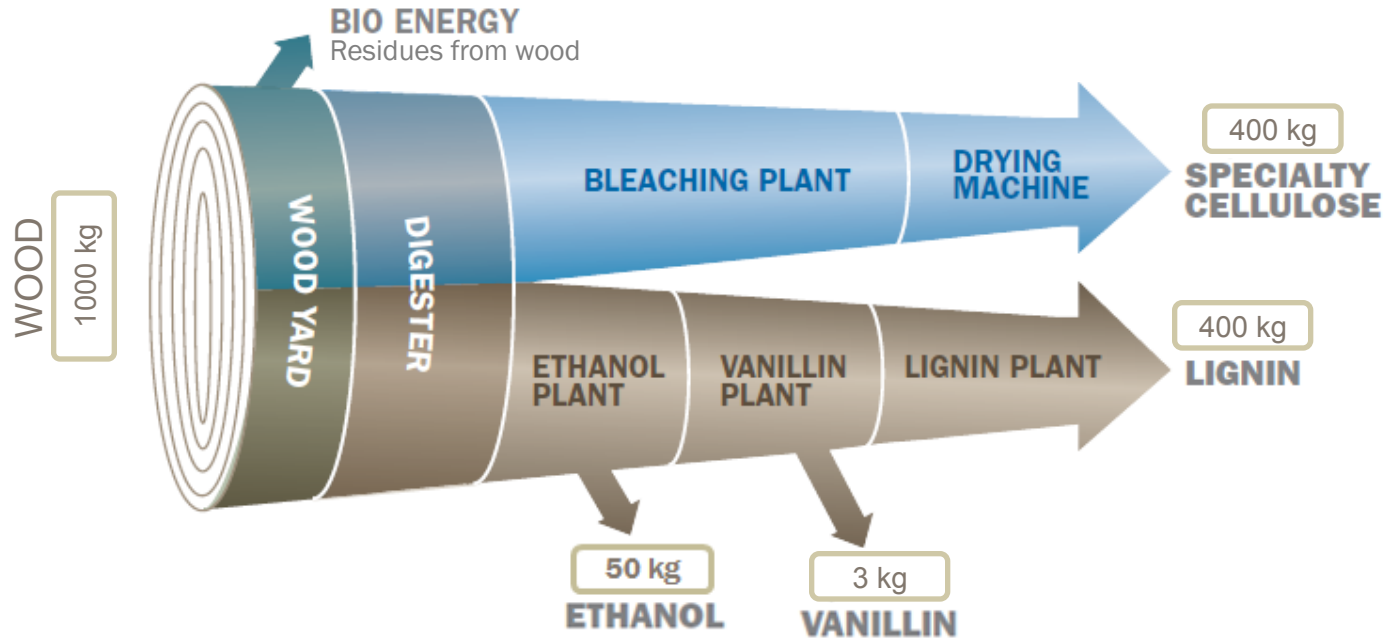 BIO ENERGY
Residues from wood
WOOD
1000 kg
WOOD YARD
DIGESTER
BLEACHING PLANT
DRYING
MACHINE
400 kg
SPECIALTY
CELLULOSE
ETHANOL
PLANT
VANILLIN
PLANT
LIGNIN PLANT
400 kg
LIGNIN
50 kg
ETHANOL
3 kg
VANILLIN